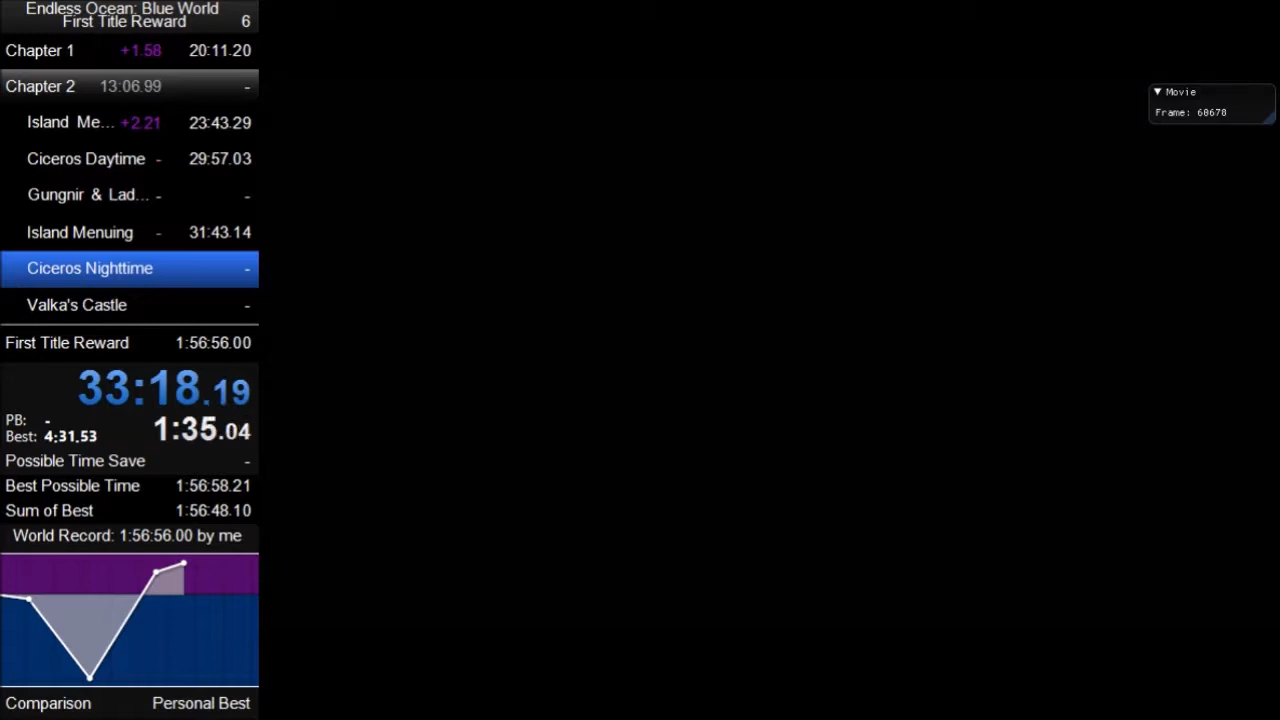 Endless Ocean: Blue World
First Title Reward 6
Chapter 1 +1.58 20:11.20
Chapter 2 13:06.99 -
Island Me... +2.21 23:43.29
Ciceros Daytime - 29:57.03
Gungnir & Lad... - -
Island Menuing - 31:43.14
Ciceros Nighttime -
Valka's Castle -
First Title Reward 1:56:56.00
33:18.19
PB: -
Best: 4:31.53
1:35.04
Possible Time Save -
Best Possible Time 1:56:58.21
Sum of Best 1:56:48.10
World Record: 1:56:56.00 by me
Comparison Personal Best
▼ Movie
Frame: 60670